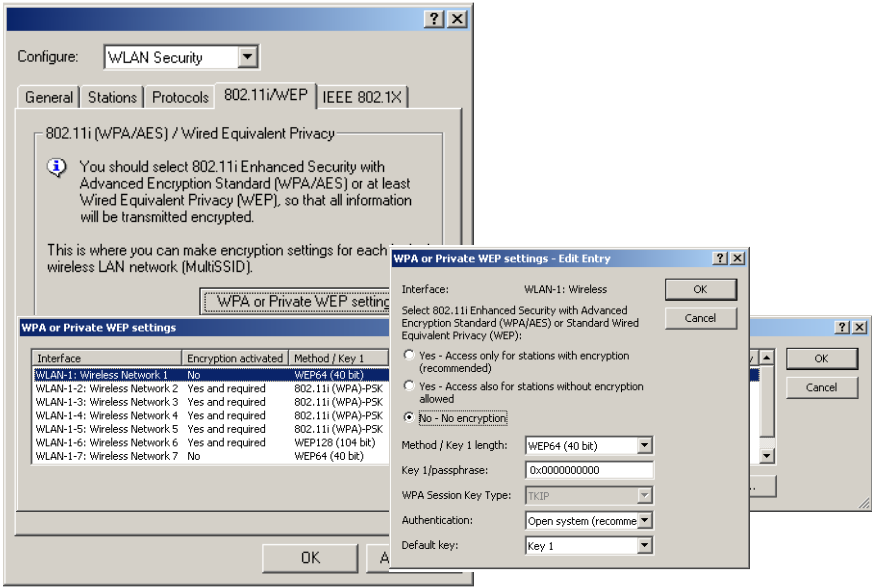 Configure: WLAN Security
General Stations Protocols 802.11i/WEP IEEE 802.1X
802.11i (WPA/AES) / Wired Equivalent Privacy
You should select 802.11i Enhanced Security with
Advanced Encryption Standard (WPA/AES) or at least
Wired Equivalent Privacy (WEP), so that all information
will be transmitted encrypted.
This is where you can make encryption settings for each
wireless LAN network (MultiSSID).
WPA or Private WEP setting
WPA or Private WEP settings
Interface Encryption activated Method / Key 1
WLAN-1: Wireless Network 1 No WEP64 (40 bit)
WLAN-1-2: Wireless Network 2 Yes and required 802.11i (WPA)-PSK
WLAN-1-3: Wireless Network 3 Yes and required 802.11i (WPA)-PSK
WLAN-1-4: Wireless Network 4 Yes and required 802.11i (WPA)-PSK
WLAN-1-5: Wireless Network 5 Yes and required 802.11i (WPA)-PSK
WLAN-1-6: Wireless Network 6 Yes and required WEP128 (104 bit)
WLAN-1-7: Wireless Network 7 No WEP64 (40 bit)
OK
Cancel
...
OK A
WPA or Private WEP settings - Edit Entry
Interface: WLAN-1: Wireless OK
Select 802.11i Enhanced Security with Advanced
Encryption Standard (WPA/AES) or Standard Wired
Equivalent Privacy (WEP):
Cancel
Yes - Access only for stations with encryption
(recommended)
Yes - Access also for stations without encryption
allowed
No - No encryption
Method / Key 1 length: WEP64 (40 bit)
Key 1/passphrase: 0x0000000000
WPA Session Key Type: TKIP
Authentication: Open system (recomme
Default key: Key 1